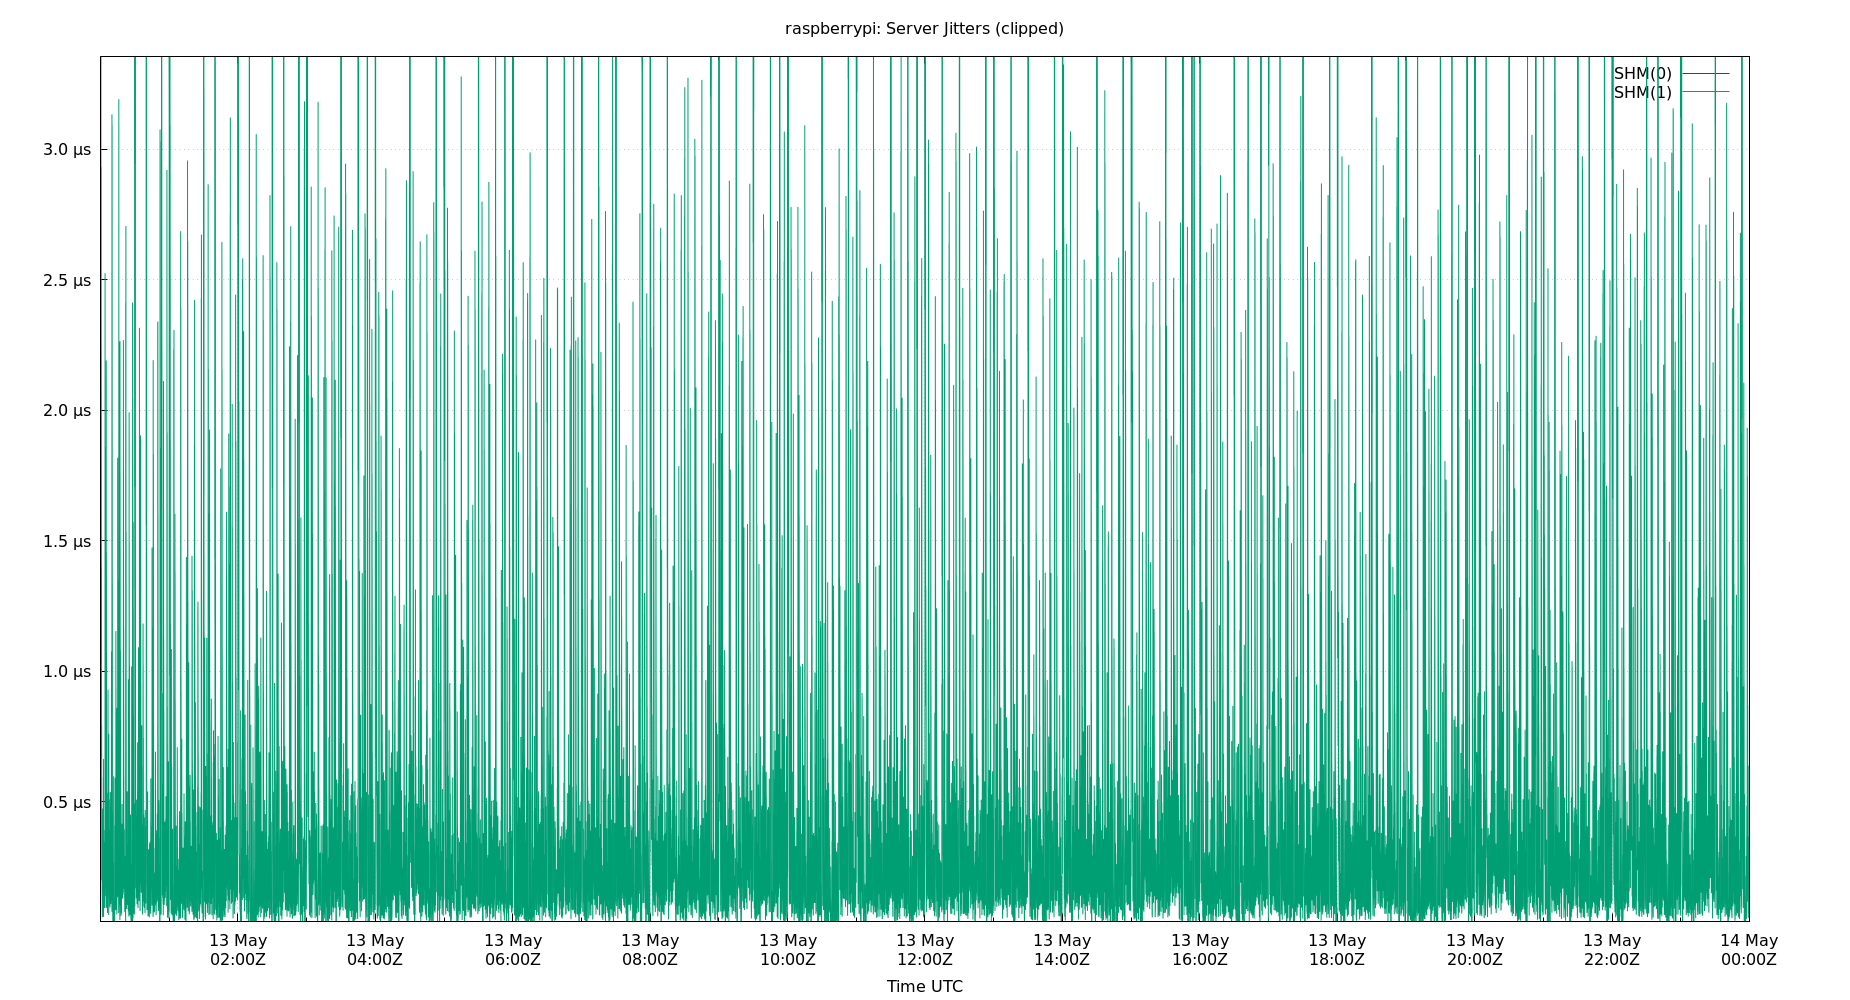 raspberrypi: Server Jitters (clipped)
SHM(0)
SHM(1)
3.0 µs
2.5 µs
2.0 µs
1.5 µs
1.0 µs
0.5 µs
13 May 13 May 13 May 13 May 13 May 13 May 13 May 13 May 13 May 13 May 13 May 14 May
02:00Z 04:00Z 06:00Z 08:00Z 10:00Z 12:00Z 14:00Z 16:00Z 18:00Z 20:00Z 22:00Z 00:00Z
Time UTC